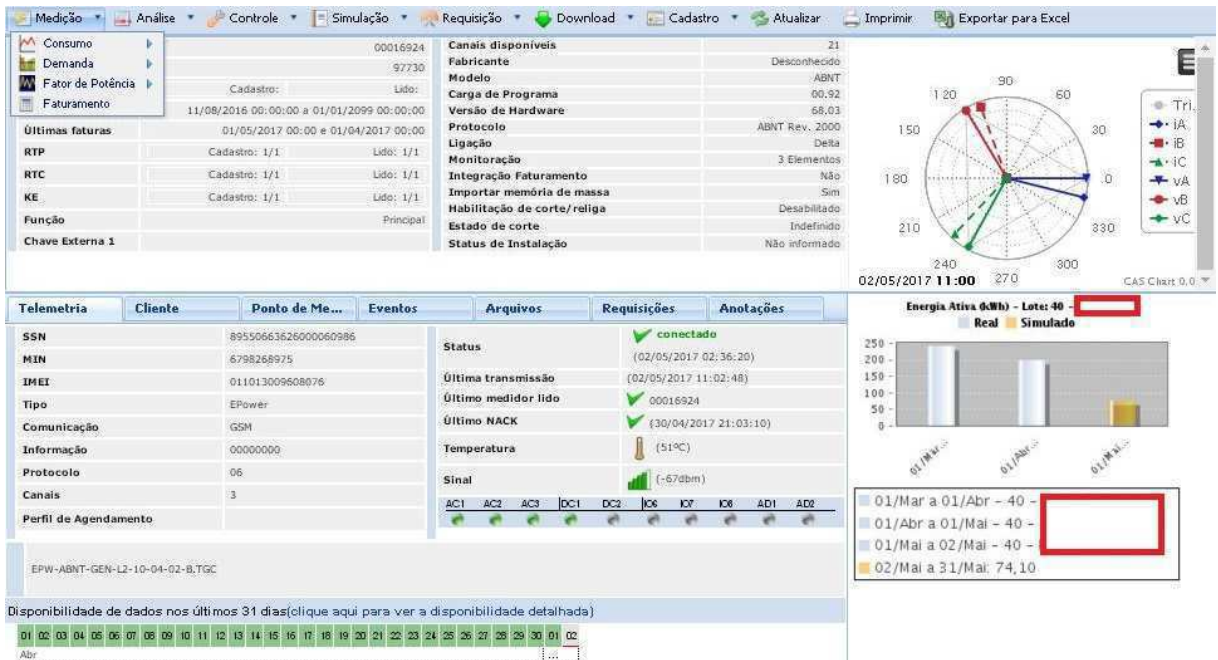 Medição Análise Controle Simulação Requisição Download Cadastro Atualizar Imprimir Exportar para Excel
Consumo
Demanda
Fator de Potência
Faturamento
00016924
97730
Cadastro: Lido:
11/08/2016 00:00:00 a 01/01/2099 00:00:00
Últimas faturas 01/05/2017 00:00 e 01/04/2017 00:00
RTP Cadastro: 1/1 Lido: 1/1
RTC Cadastro: 1/1 Lido: 1/1
KE Cadastro: 1/1 Lido: 1/1
Função Principal
Chave Externa 1
Canais disponíveis 21
Fabricante Desconhecido
Modelo ABNT
Carga de Programa 00.92
Versão de Hardware 68.03
Protocolo ABNT Rev. 2000
Ligação Delta
Monitoração 3 Elementos
Integração Faturamento Não
Importar memória de massa Sim
Habilitação de corte/religa Desabilitado
Estado de corte Indefinido
Status de Instalação Não informado
90
120 60
150 30
180 .0
210 330
240 300
270
Tri.
iA
iB
iC
vA
vB
vC
02/05/2017 11:00
CAS Chart 0.0
Telemetria Cliente Ponto de Me... Eventos Arquivos Requisições Anotações
SSN 89550663626000060986
MIN 6798268975
IMEI 011013009608076
Tipo EPower
Comunicação GSM
Informação 00000000
Protocolo 06
Canais 3
Perfil de Agendamento
Status conectado
(02/05/2017 02:36:20)
Última transmissão (02/05/2017 11:02:48)
Último medidor lido 00016924
Último NACK (30/04/2017 21:03:10)
Temperatura (51ºC)
Sinal (-67dbm)
AC1 AC2 AC3 DC1 DC2 IO6 IO7 IO8 AD1 AD2
EPW-ABNT-GEN-L2-10-04-02-B.TGC
Disponibilidade de dados nos últimos 31 dias(clique aqui para ver a disponibilidade detalhada)
01 02 03 04 05 06 07 08 09 10 11 12 13 14 15 16 17 18 19 20 21 22 23 24 25 26 27 28 29 30 01 02
Abr ...
Energia Ativa (kWh) - Lote: 40 -
Real Simulado
250
200
150
100
50
0
01/Mar... 01/Abr... 01/Mai...
01/Mar a 01/Abr - 40 -
01/Abr a 01/Mai - 40 -
01/Mai a 02/Mai - 40 -
02/Mai a 31/Mai: 74,10